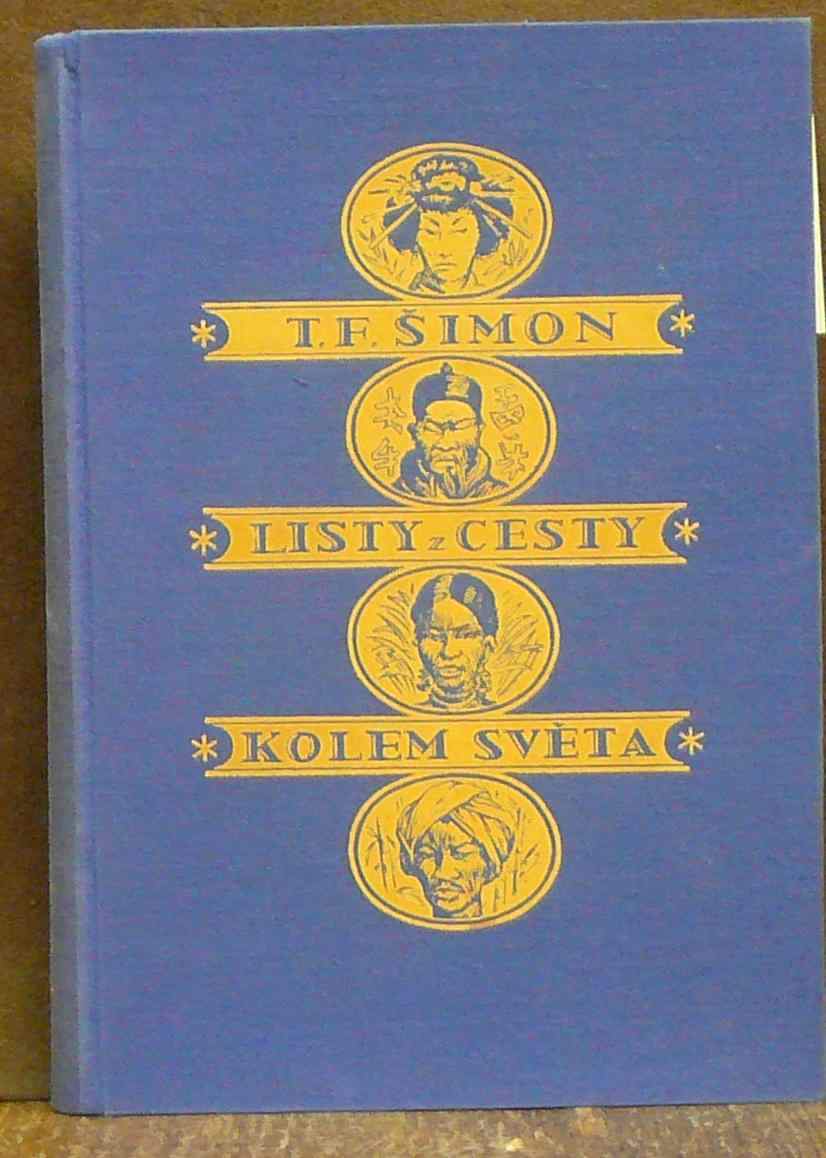 T. F. ŠIMON
LISTY z CESTY
KOLEM SVĚTA